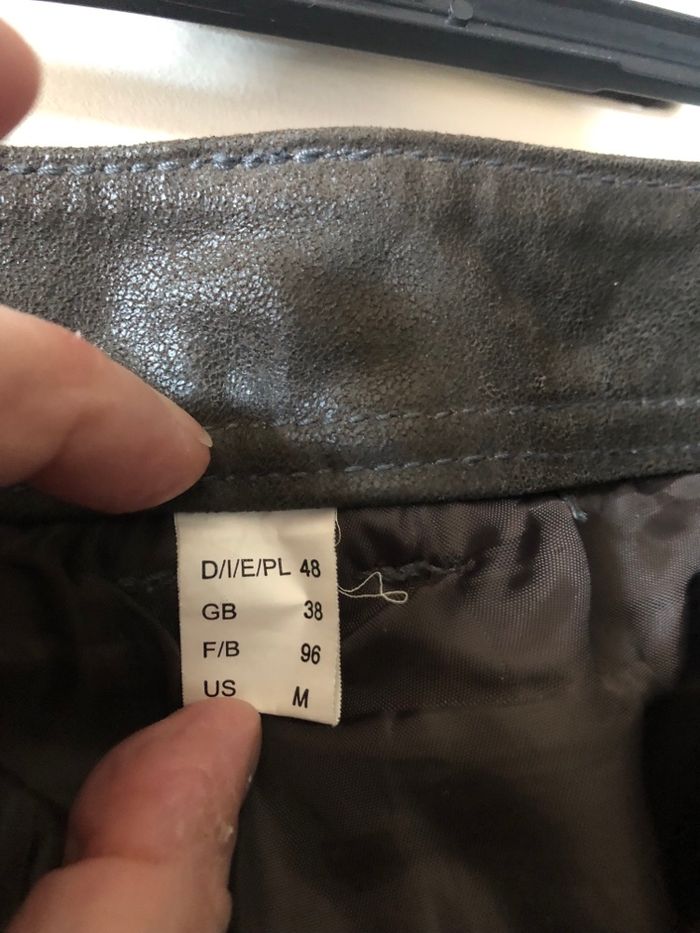 D/I/E/PL 48
GB 38
F/B 96
US M